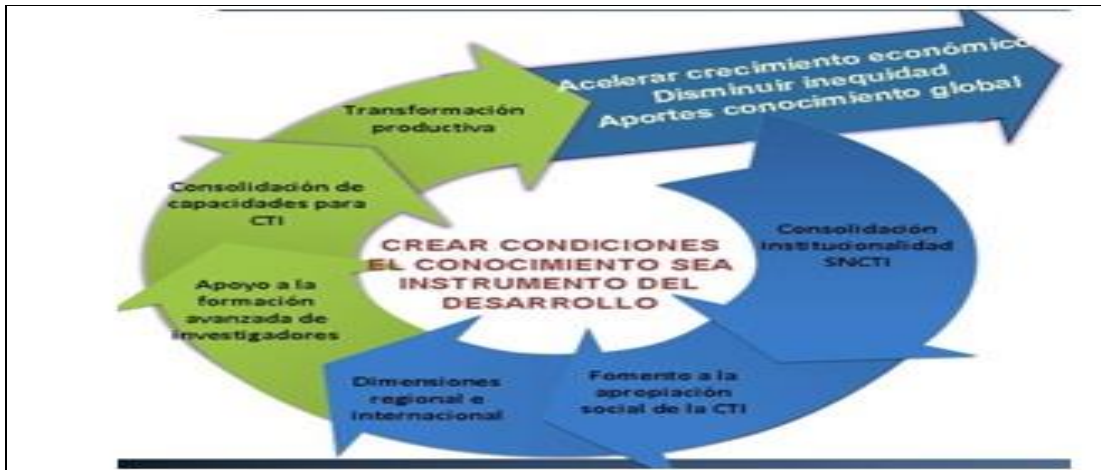 Acelerar crecimiento económico
Disminuir inequidad
Aportes conocimiento global
Transformación
productiva
Consolidación de
capacidades para
CTI
Apoyo a la
formación
avanzada de
investigadores
Dimensiones
regional e
internacional
Fomento a la
apropiación
social de la CTI
Consolidación
institucionalidad
SNCTI
CREAR CONDICIONES
EL CONOCIMIENTO SEA
INSTRUMENTO DEL
DESARROLLO